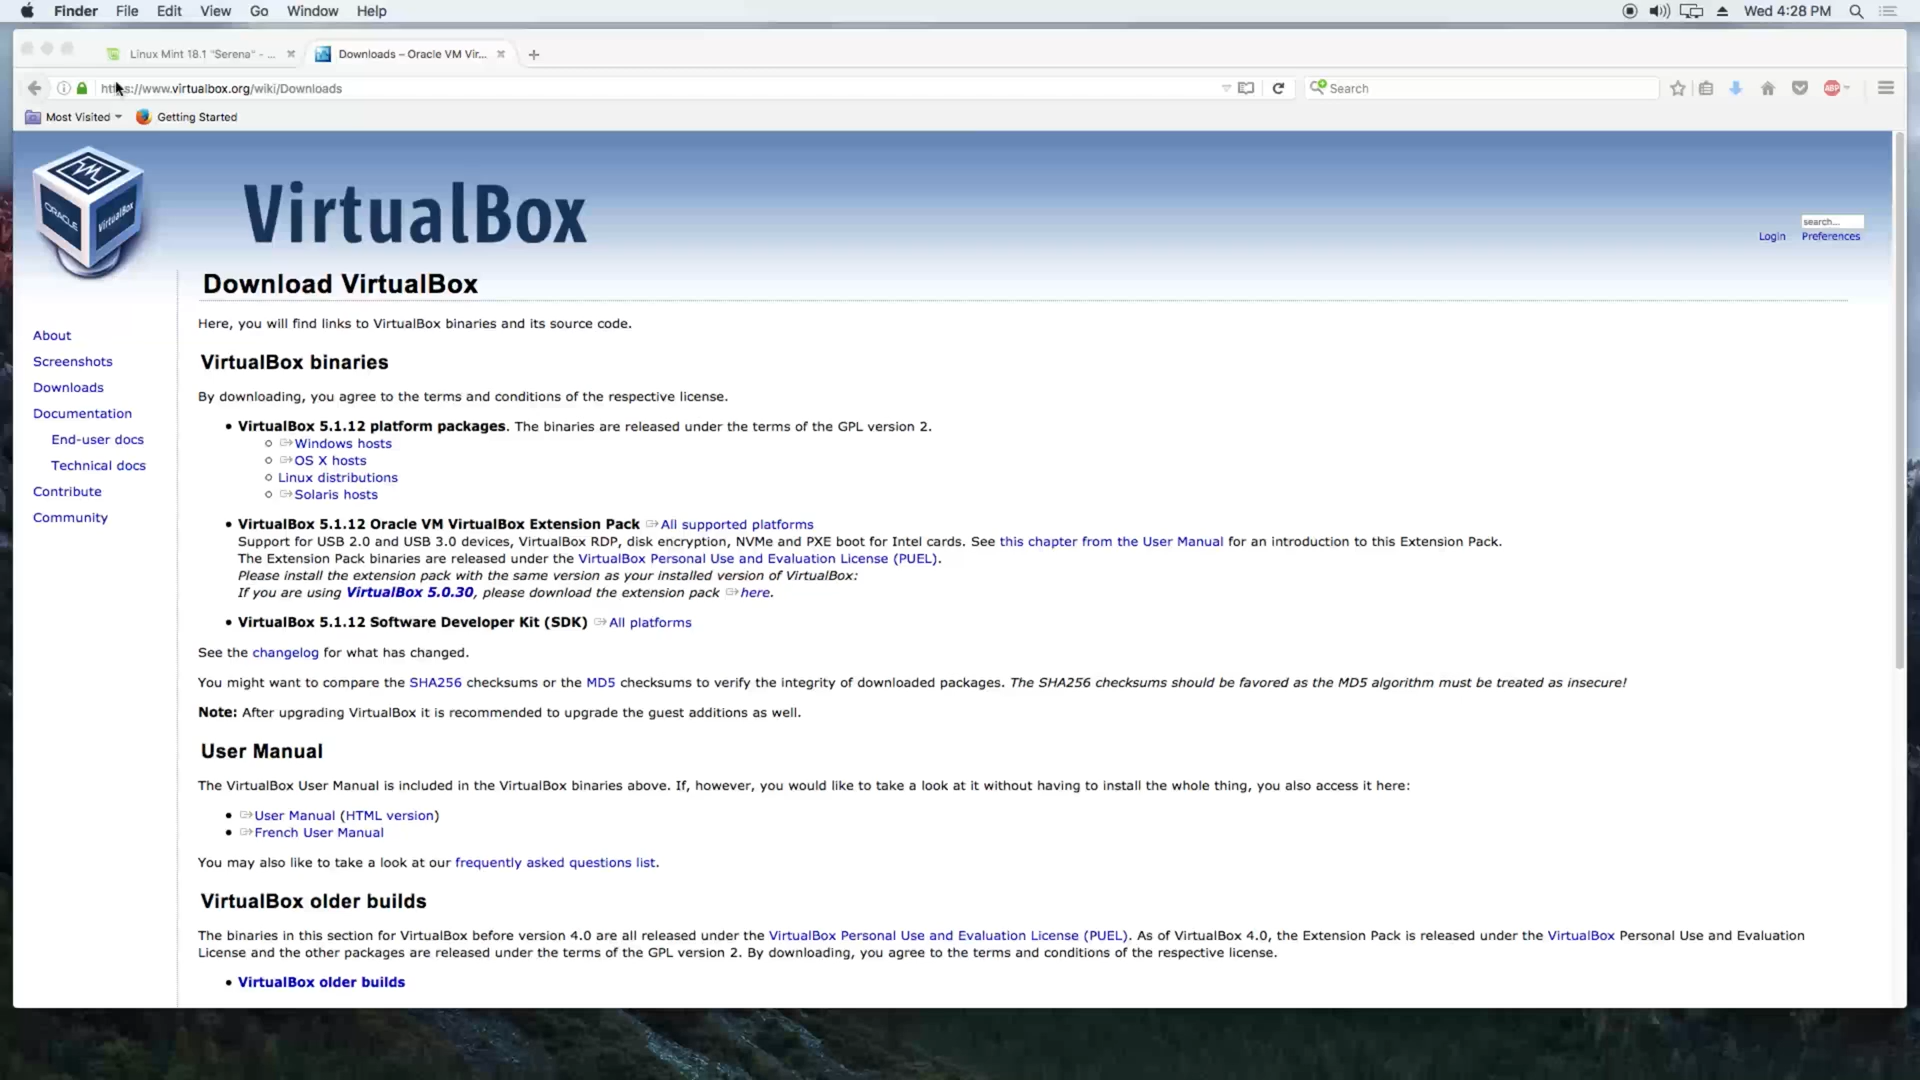 Finder File Edit View Go Window Help Wed 4:28 PM
Linux Mint 18.1 "Serena" - ... Downloads – Oracle VM Vir...
https://www.virtualbox.org/wiki/Downloads Search
Most Visited Getting Started
ORACLE VirtualBox
VirtualBox
search...
Login Preferences
Download VirtualBox
Here, you will find links to VirtualBox binaries and its source code.
About
Screenshots
Downloads
Documentation
End-user docs
Technical docs
Contribute
Community
VirtualBox binaries
By downloading, you agree to the terms and conditions of the respective license.
• VirtualBox 5.1.12 platform packages. The binaries are released under the terms of the GPL version 2.
Windows hosts
OS X hosts
Linux distributions
Solaris hosts
• VirtualBox 5.1.12 Oracle VM VirtualBox Extension Pack All supported platforms
Support for USB 2.0 and USB 3.0 devices, VirtualBox RDP, disk encryption, NVMe and PXE boot for Intel cards. See this chapter from the User Manual for an introduction to this Extension Pack.
The Extension Pack binaries are released under the VirtualBox Personal Use and Evaluation License (PUEL).
Please install the extension pack with the same version as your installed version of VirtualBox:
If you are using VirtualBox 5.0.30, please download the extension pack here.
• VirtualBox 5.1.12 Software Developer Kit (SDK) All platforms
See the changelog for what has changed.
You might want to compare the SHA256 checksums or the MD5 checksums to verify the integrity of downloaded packages. The SHA256 checksums should be favored as the MD5 algorithm must be treated as insecure!
Note: After upgrading VirtualBox it is recommended to upgrade the guest additions as well.
User Manual
The VirtualBox User Manual is included in the VirtualBox binaries above. If, however, you would like to take a look at it without having to install the whole thing, you also access it here:
• User Manual (HTML version)
• French User Manual
You may also like to take a look at our frequently asked questions list.
VirtualBox older builds
The binaries in this section for VirtualBox before version 4.0 are all released under the VirtualBox Personal Use and Evaluation License (PUEL). As of VirtualBox 4.0, the Extension Pack is released under the VirtualBox Personal Use and Evaluation
License and the other packages are released under the terms of the GPL version 2. By downloading, you agree to the terms and conditions of the respective license.
• VirtualBox older builds